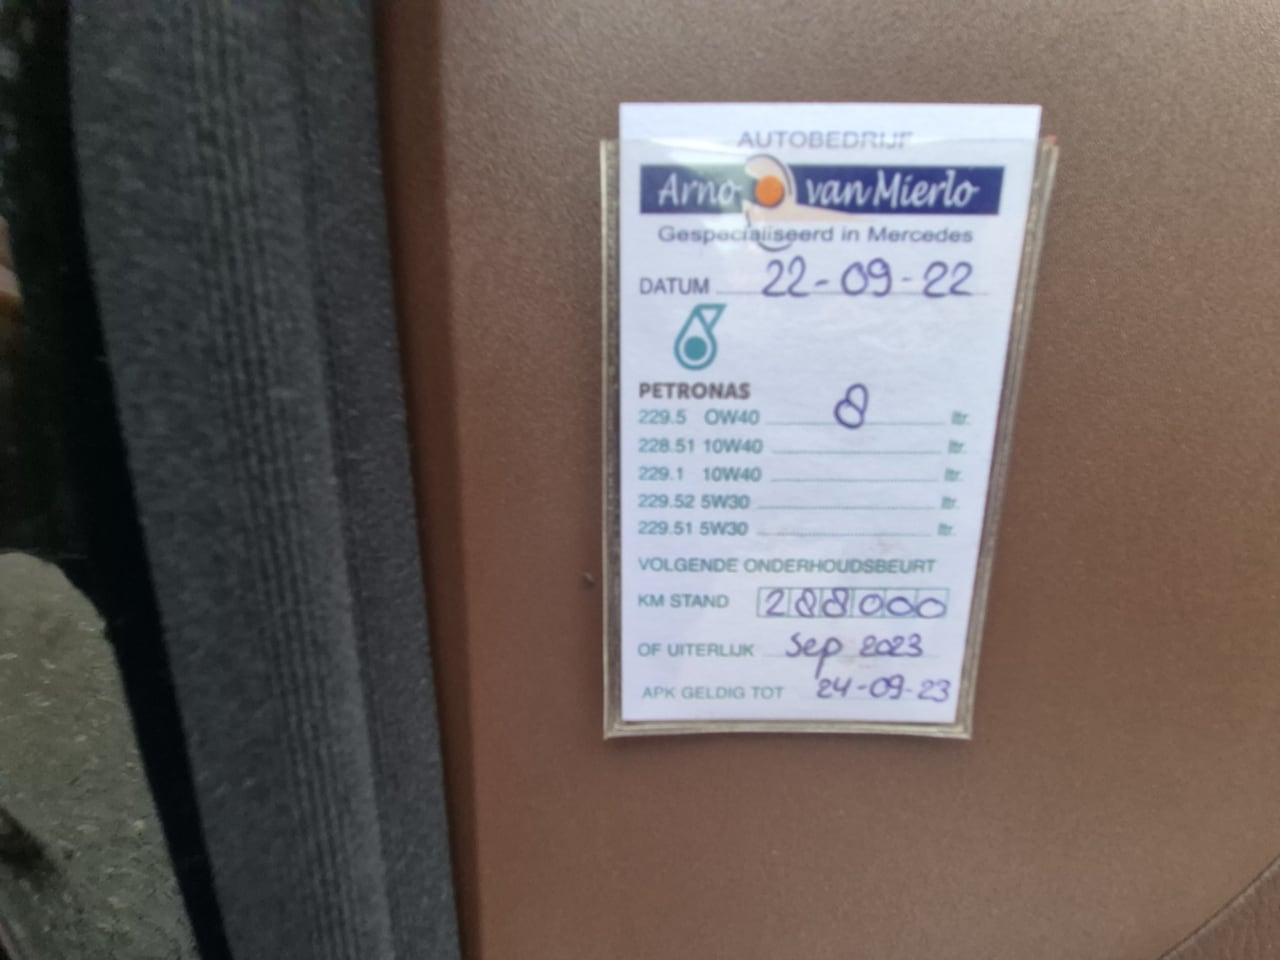 AUTOBEDRIJF
Arno van Mierlo
Gespecialiseerd in Mercedes
DATUM 22-09-22
PETRONAS
229.5 0W40 8 ltr.
228.51 10W40 ltr.
229.1 10W40 ltr.
229.52 5W30 ltr.
229.51 5W30 ltr.
VOLGENDE ONDERHOUDSBEURT
KM STAND 288000
OF UITERLIJK Sep 2023
APK GELDIG TOT 24-09-23